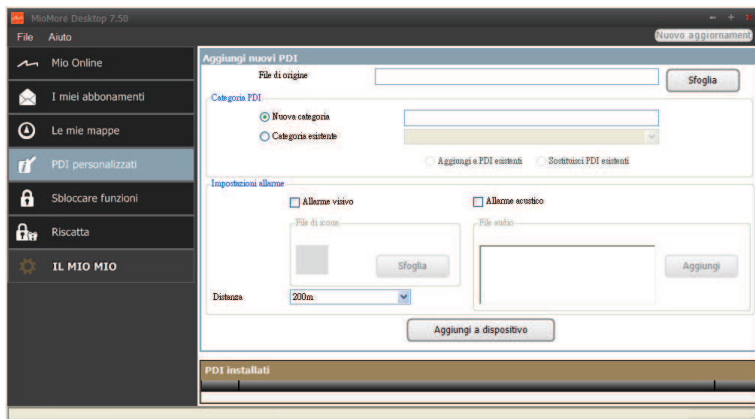 MioMore Desktop 7.50
File Aiuto
Nuovo aggiornament
Mio Online
I miei abbonamenti
Le mie mappe
PDI personalizzati
Sbloccare funzioni
Riscatta
IL MIO MIO
Aggiungi nuovi PDI
File di origine
Sfoglia
Categoria PDI
Nuova categoria
Categoria esistente
Aggiungi e PDI esistenti Sostituisci PDI esistenti
Impostazioni allarme
Allarme visivo Allarme acustico
File di icona File audio
Sfoglia Aggiungi
Distanza 200m
Aggiungi a dispositivo
PDI installati